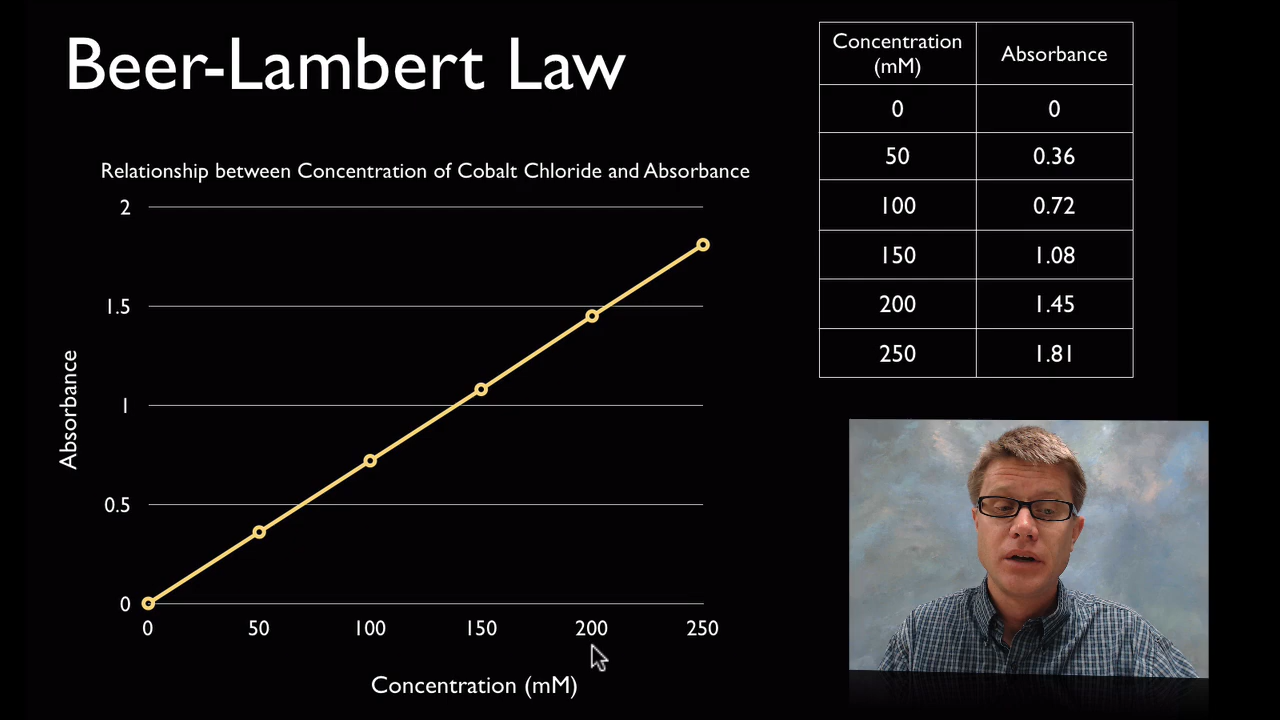 Beer-Lambert Law
Relationship between Concentration of Cobalt Chloride and Absorbance
2
1.5
1
0.5
0
Absorbance
0 50 100 150 200 250
Concentration (mM)
Concentration
(mM)
Absorbance
0 0
50 0.36
100 0.72
150 1.08
200 1.45
250 1.81